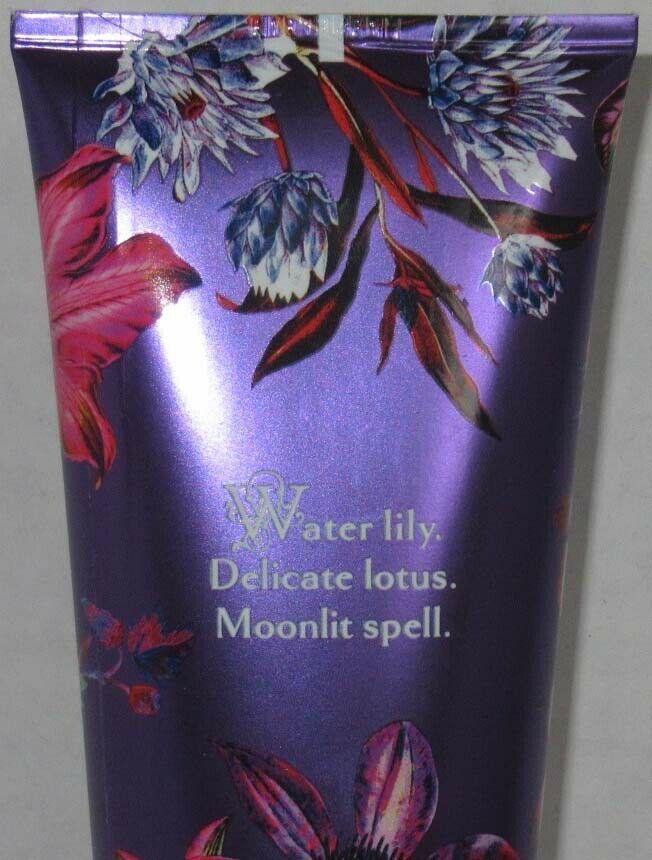 Water lily.
Delicate lotus.
Moonlit spell.